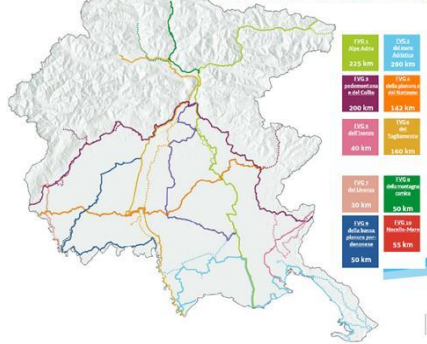 FVG 1
Alpe Adria
225 km
FVG 2
del mare
Adriatico
290 km
FVG 3
pedemontana
e del Collio
200 km
FVG 4
della pianura e
del Natisone
142 km
FVG 5
dell'Isonzo
40 km
FVG 6
del
Tagliamento
160 km
FVG 7
del Livenza
30 km
FVG 8
della montagna
carnica
50 km
FVG 9
della bassa
pianura por-
denonese
50 km
FVG 10
Noncello-Mare
55 km